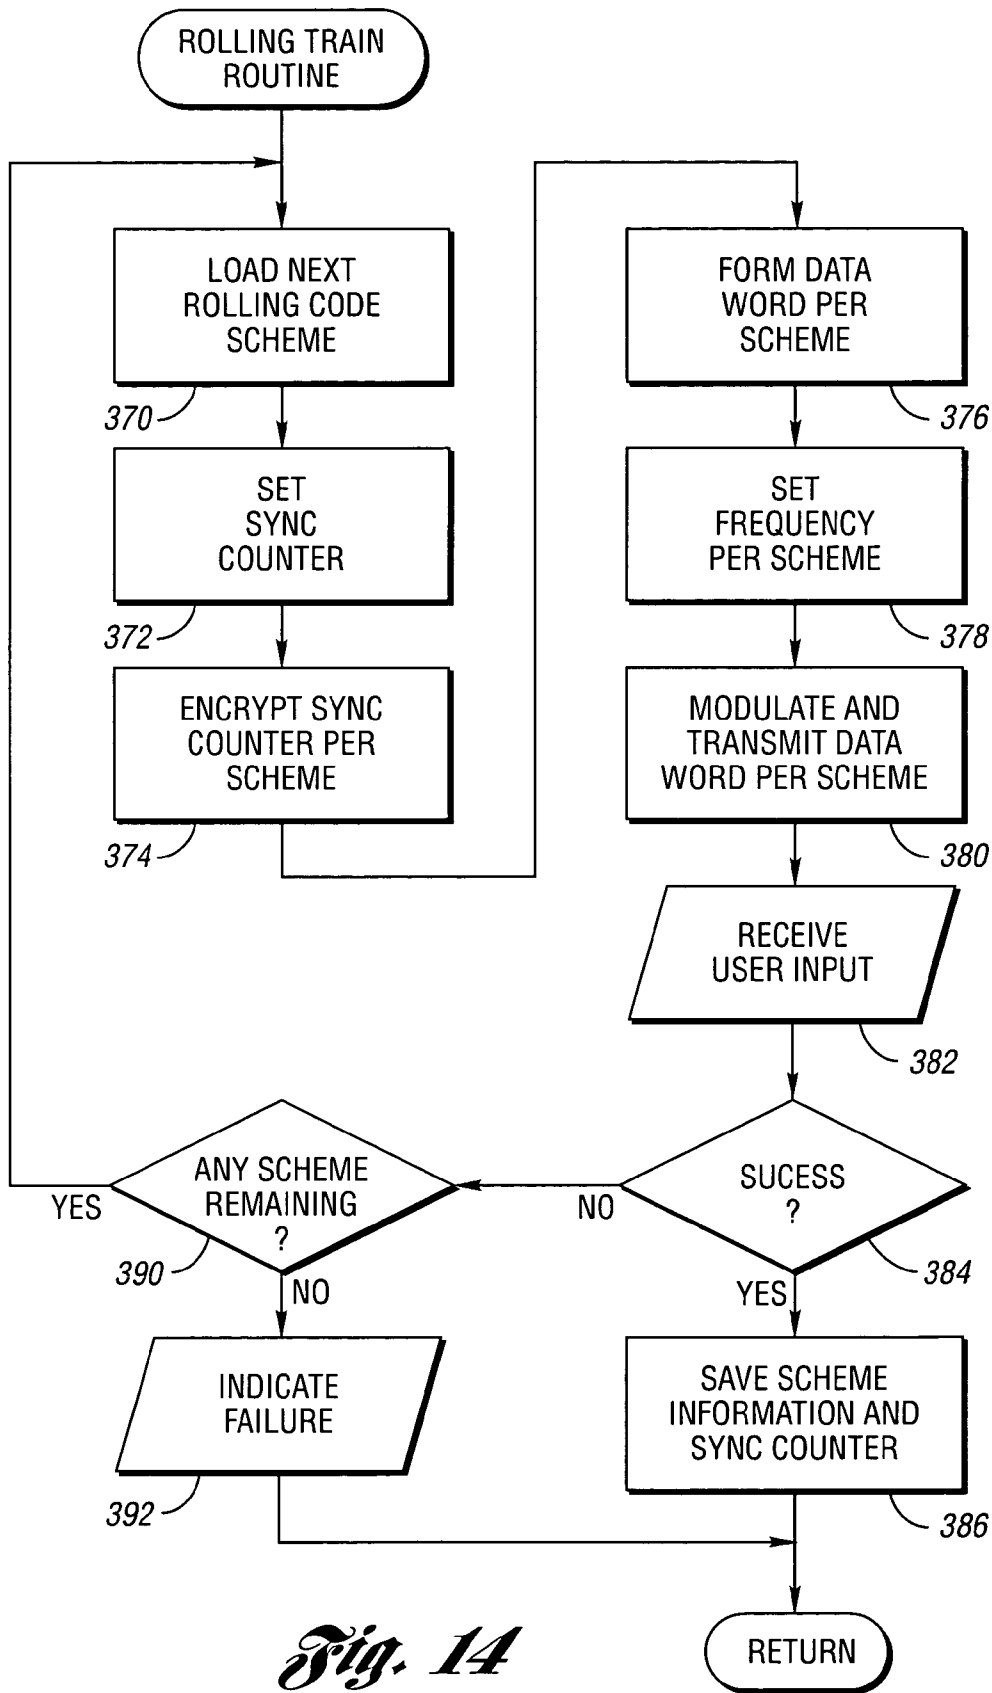 ROLLING TRAIN
ROUTINE
LOAD NEXT
ROLLING CODE
SCHEME
370
SET
SYNC
COUNTER
372
ENCRYPT SYNC
COUNTER PER
SCHEME
374
FORM DATA
WORD PER
SCHEME
376
SET
FREQUENCY
PER SCHEME
378
MODULATE AND
TRANSMIT DATA
WORD PER SCHEME
380
RECEIVE
USER INPUT
382
SUCESS
?
384
NO
YES
ANY SCHEME
REMAINING
?
390
YES
NO
INDICATE
FAILURE
392
SAVE SCHEME
INFORMATION AND
SYNC COUNTER
386
RETURN
Fig. 14